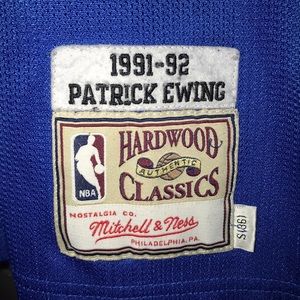 1991-92
PATRICK EWING
NBA
HARDWOOD
AUTHENTIC
CLASSICS
NOSTALGIA CO.
Mitchell & Ness
PHILADELPHIA, PA